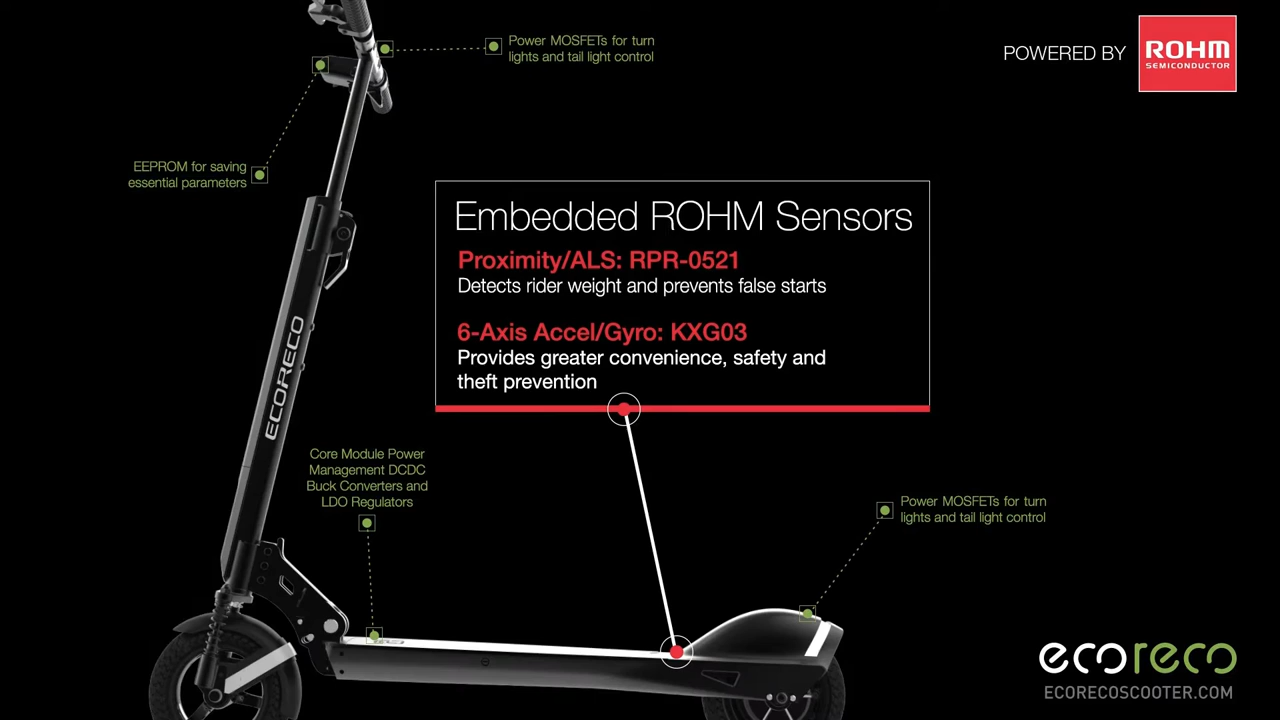 Power MOSFETs for turn
lights and tail light control
POWERED BY
ROHM
SEMICONDUCTOR
EEPROM for saving
essential parameters
Embedded ROHM Sensors
Proximity/ALS: RPR-0521
Detects rider weight and prevents false starts
6-Axis Accel/Gyro: KXG03
Provides greater convenience, safety and
theft prevention
ECORECO
Core Module Power
Management DCDC
Buck Converters and
LDO Regulators
Power MOSFETs for turn
lights and tail light control
ecoreco
ECORECOSCOOTER.COM